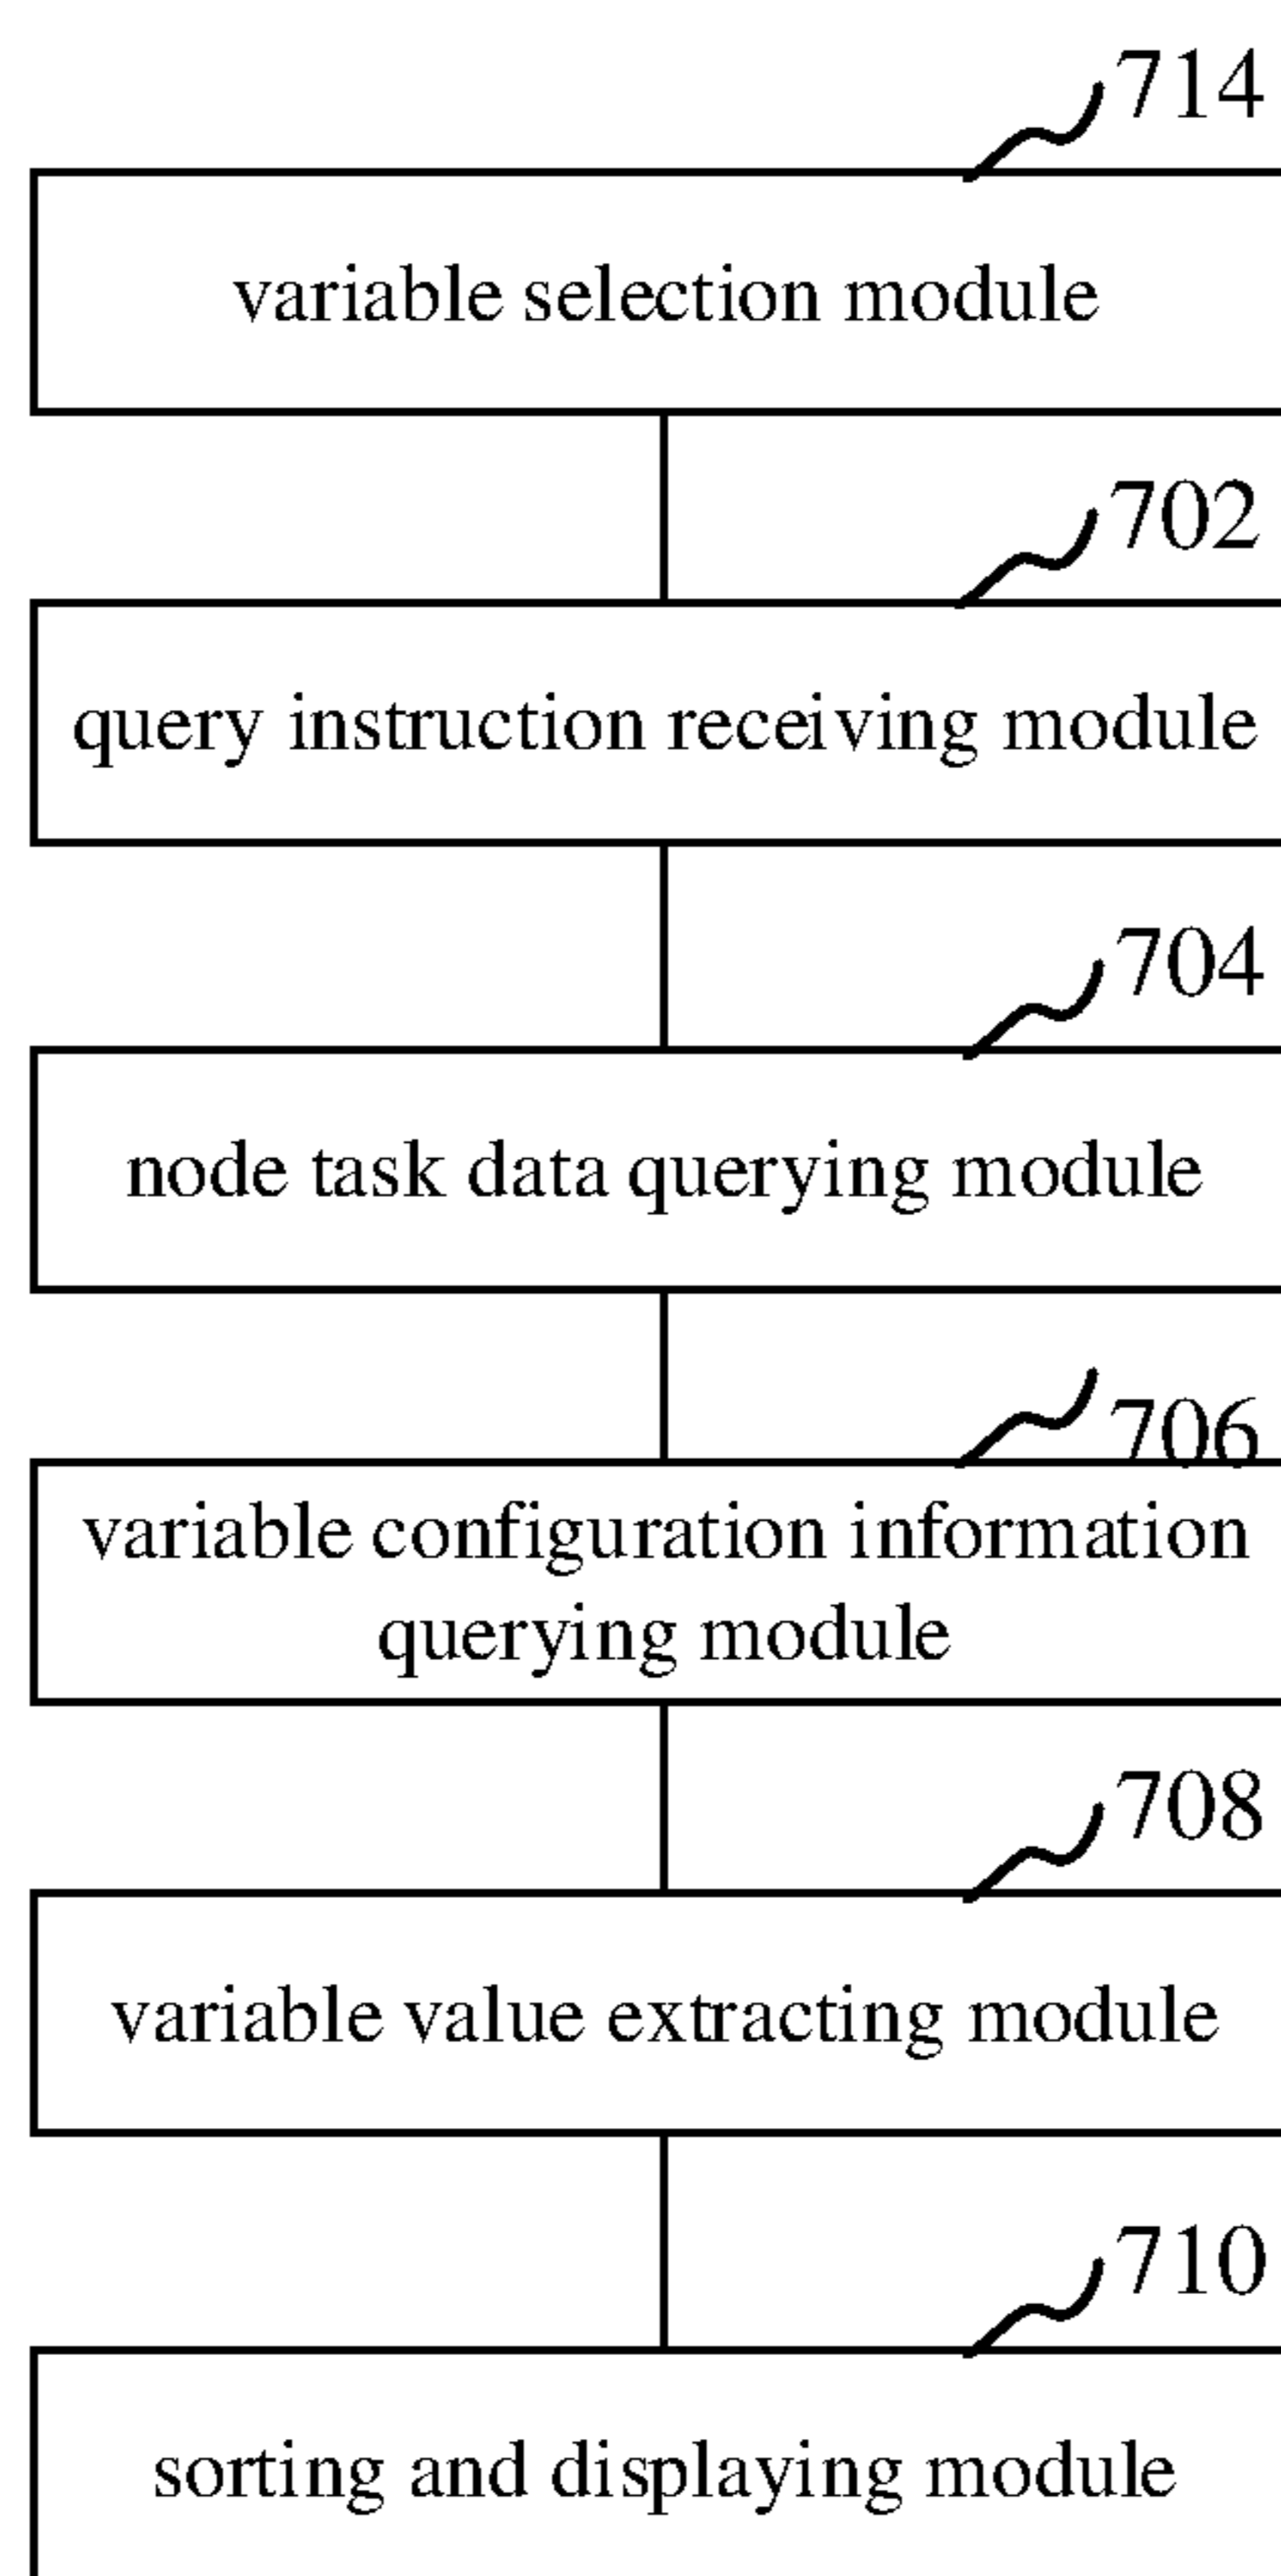 714
variable selection module
702
query instruction receiving module
704
node task data querying module
706
variable configuration information
querying module
708
variable value extracting module
710
sorting and displaying module